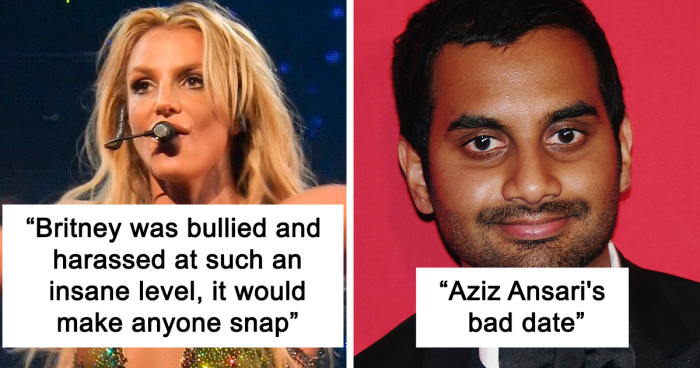 “Britney was bullied and
harassed at such an
insane level, it would
make anyone snap”
“Aziz Ansari's
bad date”